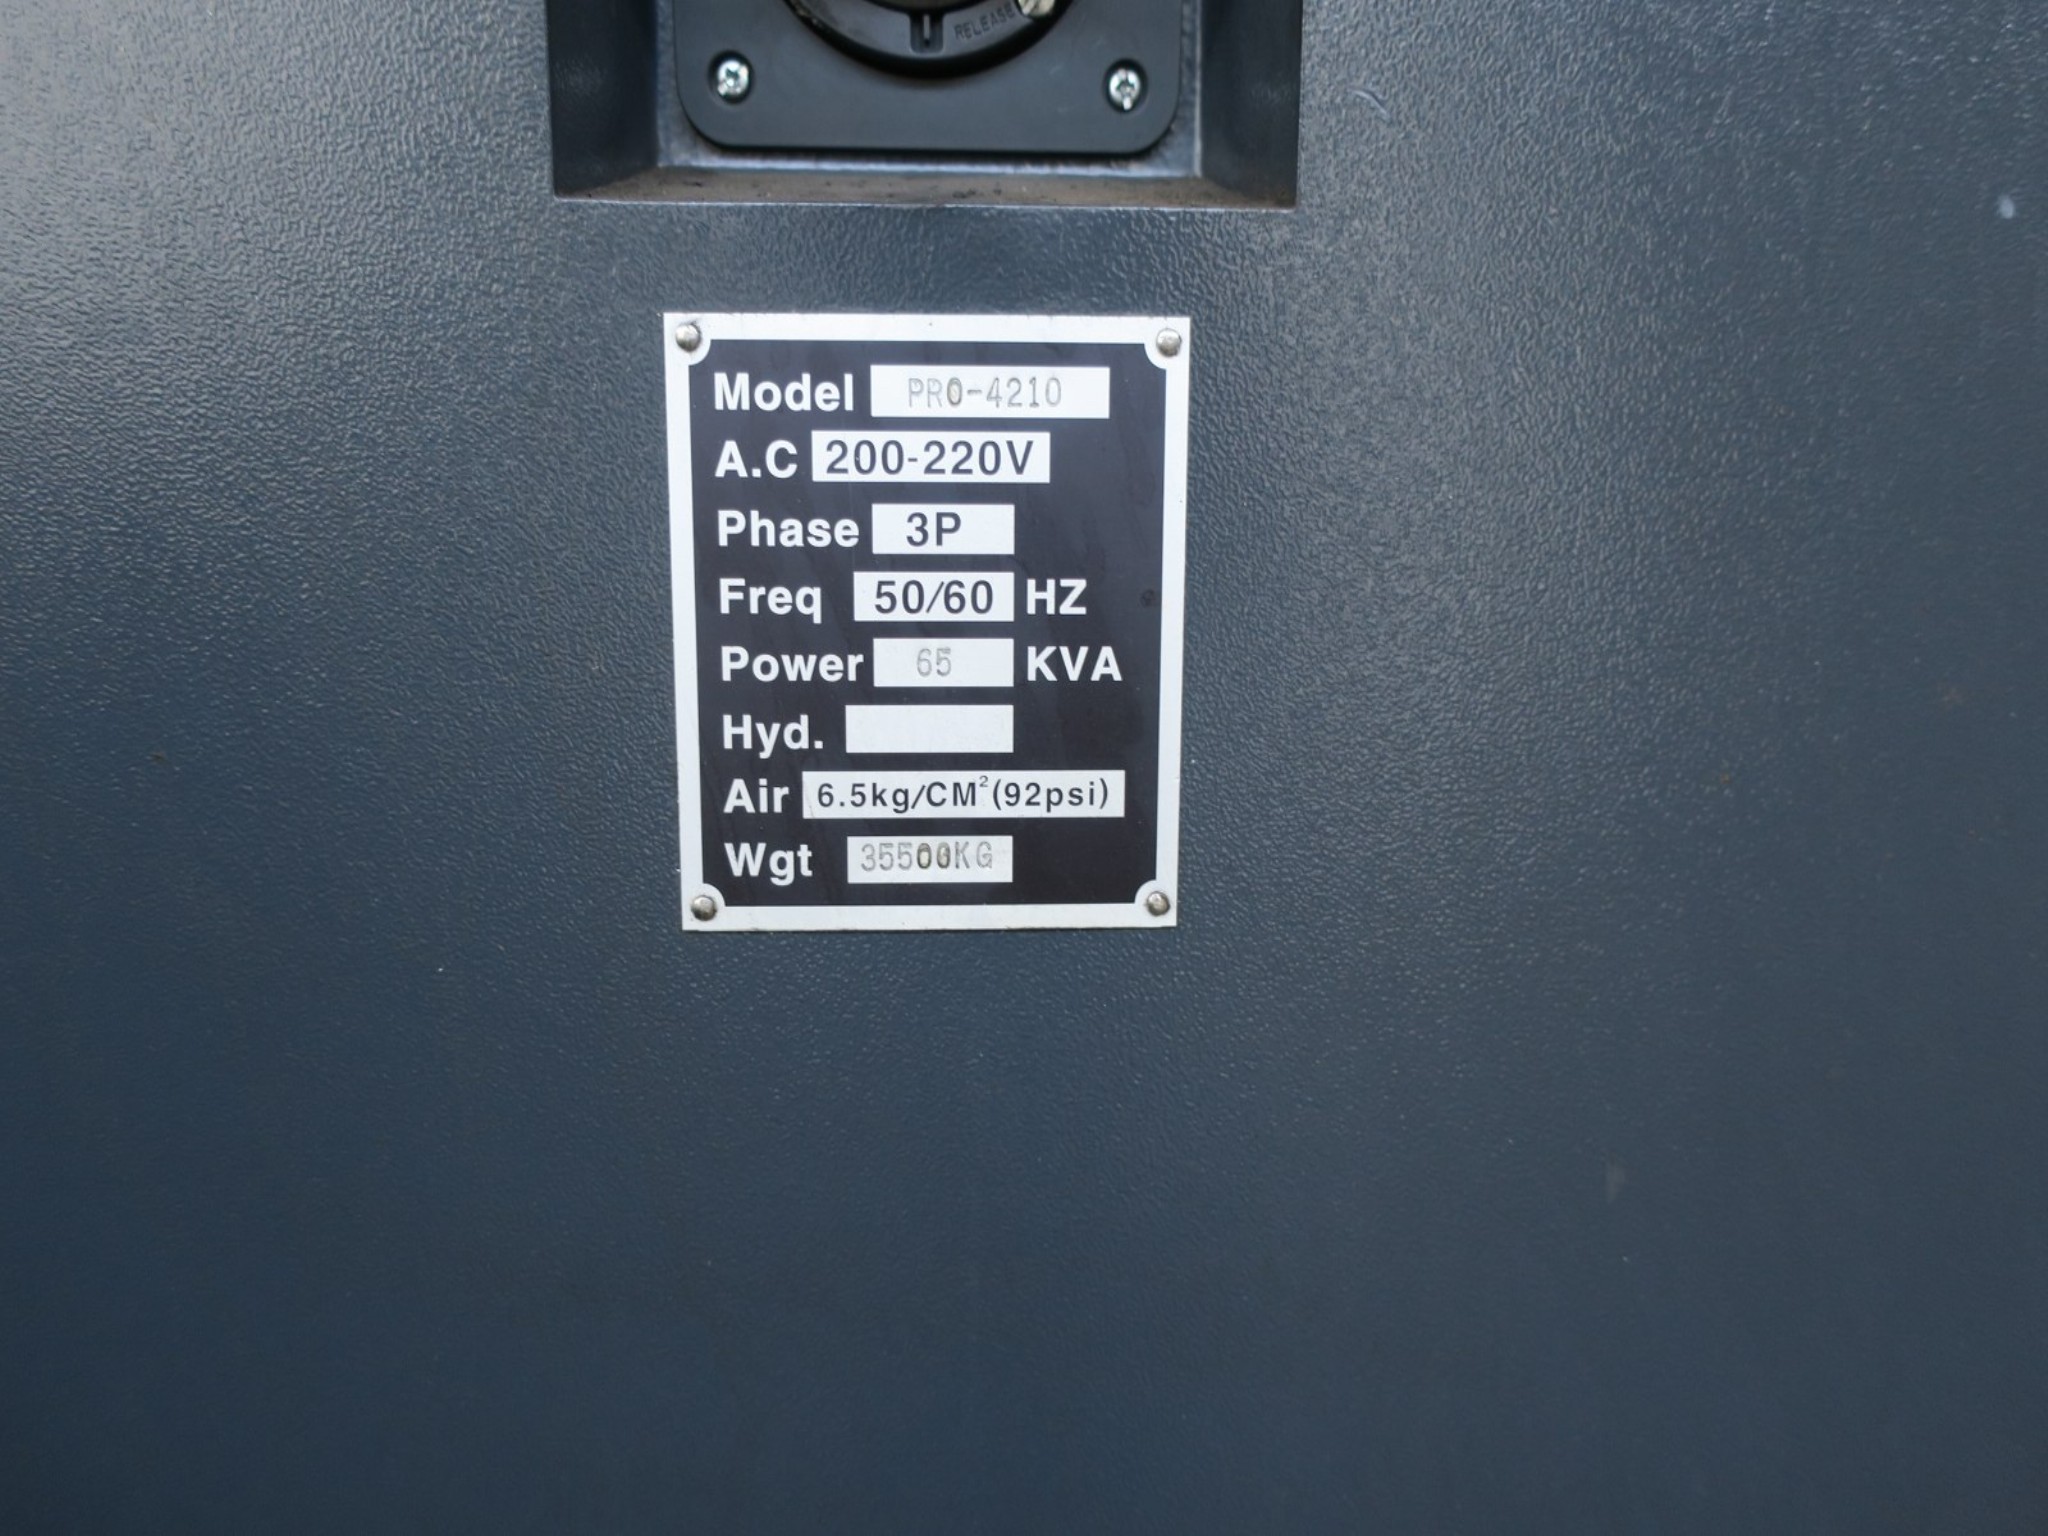 RELEASE
Model PRO-4210
A.C 200-220V
Phase 3P
Freq 50/60 HZ
Power 65 KVA
Hyd.
Air 6.5kg/CM²(92psi)
Wgt 35500KG